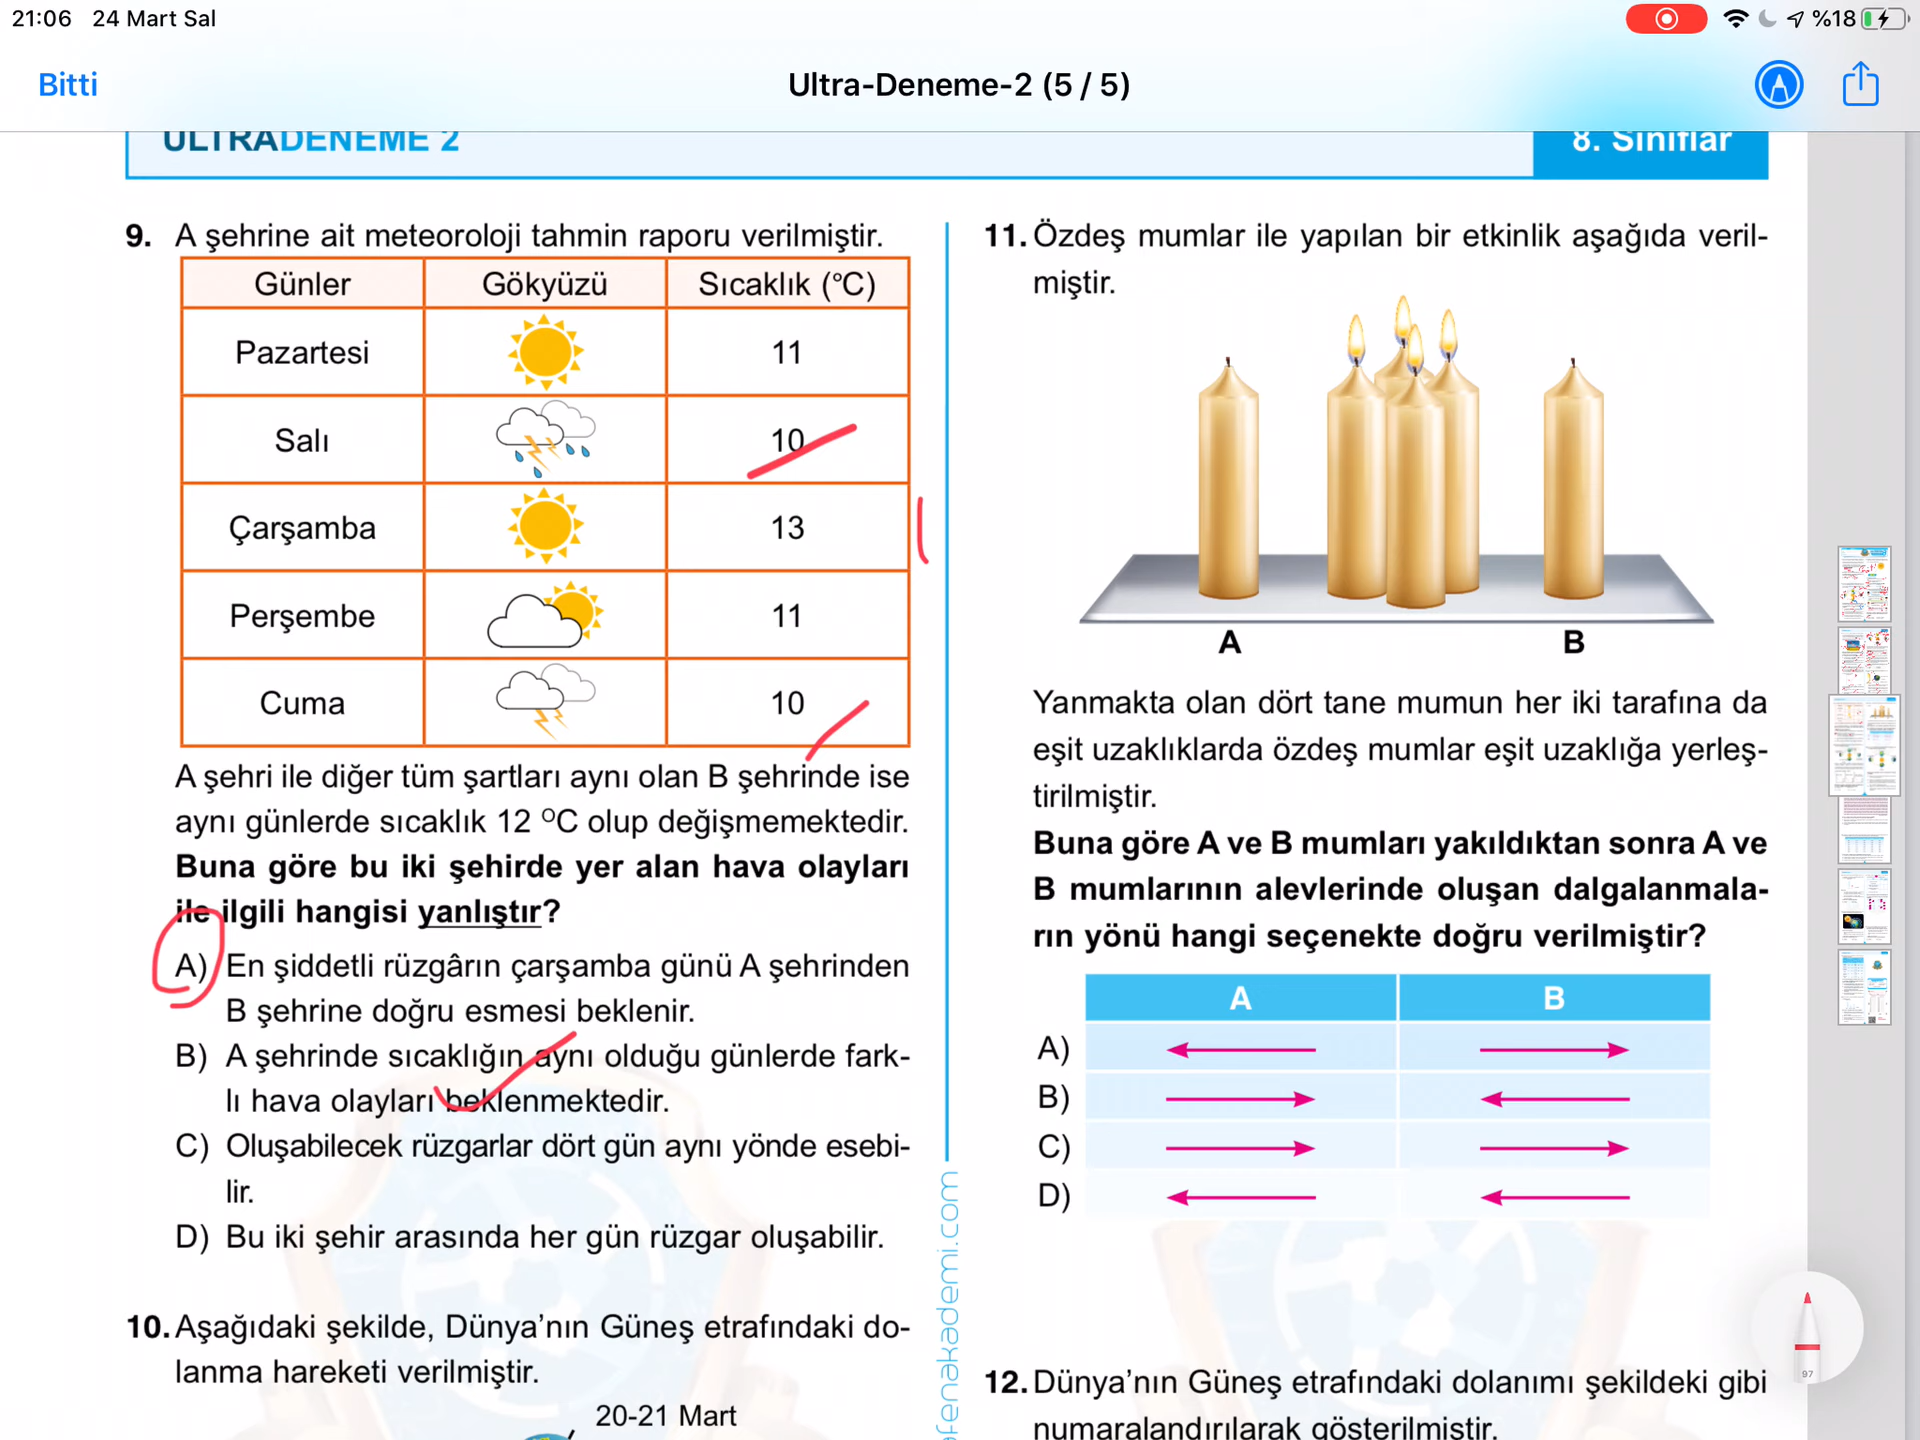 21:06 24 Mart Sal
%18
Bitti
Ultra-Deneme-2 (5 / 5)
ULTRADENEME 2
8. Sınıflar
9. A şehrine ait meteoroloji tahmin raporu verilmiştir.
Günler Gökyüzü Sıcaklık (°C)
Pazartesi 11
Salı 10
Çarşamba 13
Perşembe 11
Cuma 10
A şehri ile diğer tüm şartları aynı olan B şehrinde ise
aynı günlerde sıcaklık 12 °C olup değişmemektedir.
Buna göre bu iki şehirde yer alan hava olayları
ile ilgili hangisi yanlıştır?
A) En şiddetli rüzgârın çarşamba günü A şehrinden
B şehrine doğru esmesi beklenir.
B) A şehrinde sıcaklığın aynı olduğu günlerde fark-
lı hava olayları beklenmektedir.
C) Oluşabilecek rüzgarlar dört gün aynı yönde esebi-
lir.
D) Bu iki şehir arasında her gün rüzgar oluşabilir.
10. Aşağıdaki şekilde, Dünya'nın Güneş etrafındaki do-
lanma hareketi verilmiştir.
20-21 Mart
fenakademi.com
11. Özdeş mumlar ile yapılan bir etkinlik aşağıda veril-
miştir.
A B
Yanmakta olan dört tane mumun her iki tarafına da
eşit uzaklıklarda özdeş mumlar eşit uzaklığa yerleş-
tirilmiştir.
Buna göre A ve B mumları yakıldıktan sonra A ve
B mumlarının alevlerinde oluşan dalgalanmala-
rın yönü hangi seçenekte doğru verilmiştir?
A B
A)
B)
C)
D)
12. Dünya'nın Güneş etrafındaki dolanımı şekildeki gibi
numaralandırılarak gösterilmiştir.
97